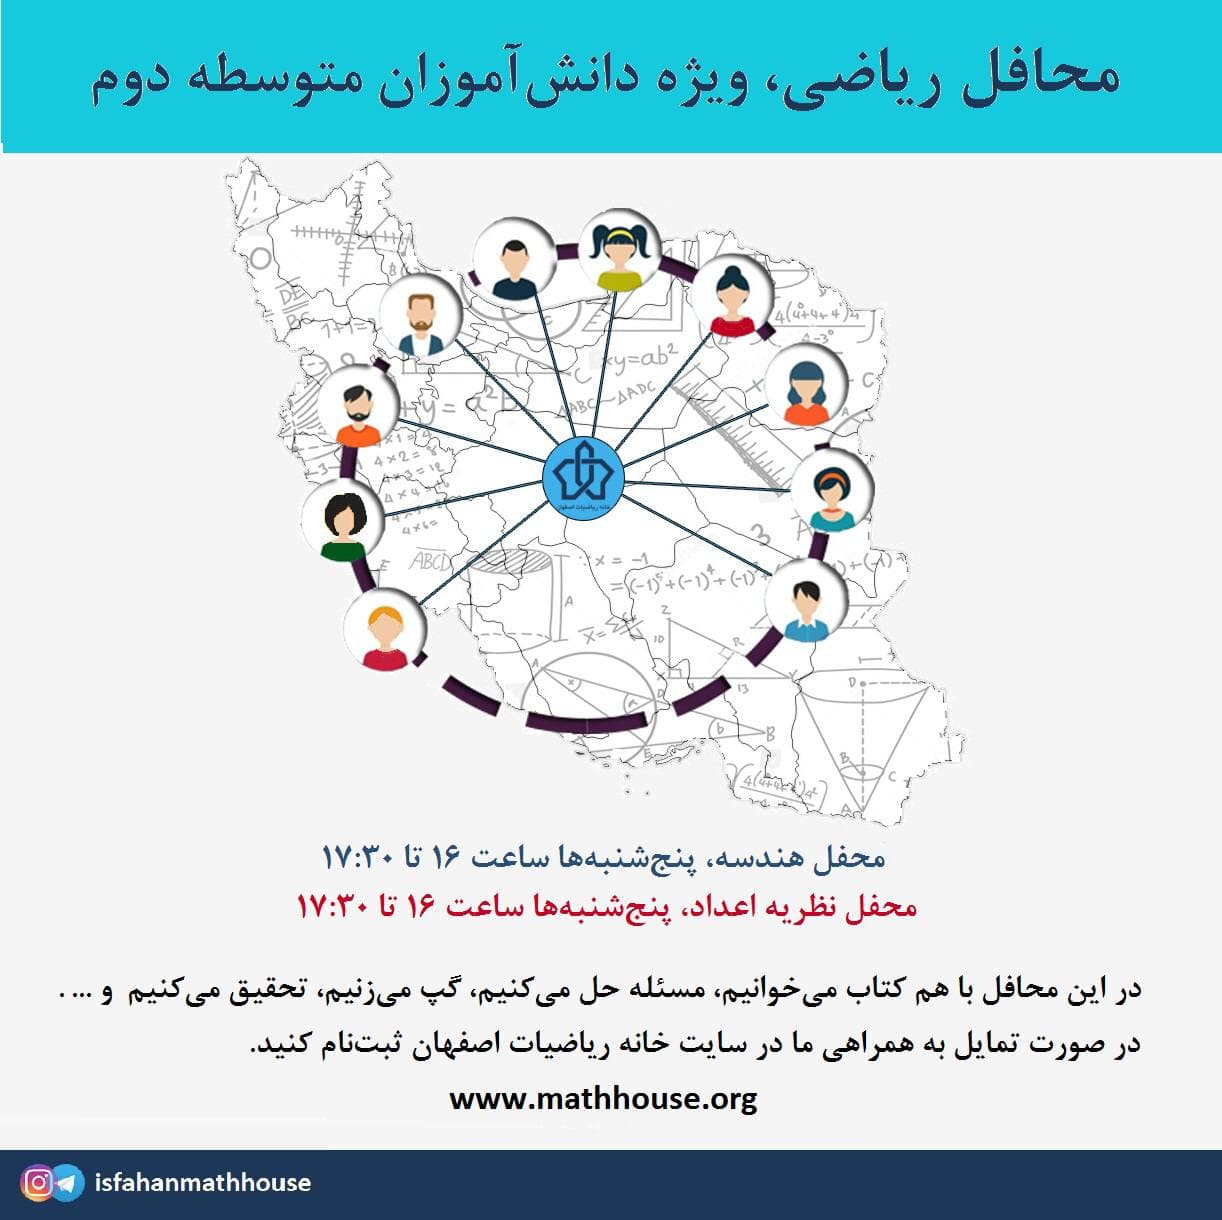 محافل ریاضی، ویژه دانش‌آموزان متوسطه دوم
خانه ریاضیات اصفهان
محفل هندسه، پنج‌شنبه‌ها ساعت ۱۶ تا ۱۷:۳۰
محفل نظریه اعداد، پنج‌شنبه‌ها ساعت ۱۶ تا ۱۷:۳۰
در این محافل با هم کتاب می‌خوانیم، مسئله حل می‌کنیم، گپ می‌زنیم، تحقیق می‌کنیم و ... .
در صورت تمایل به همراهی ما در سایت خانه ریاضیات اصفهان ثبت‌نام کنید.
www.mathhouse.org
isfahanmathhouse